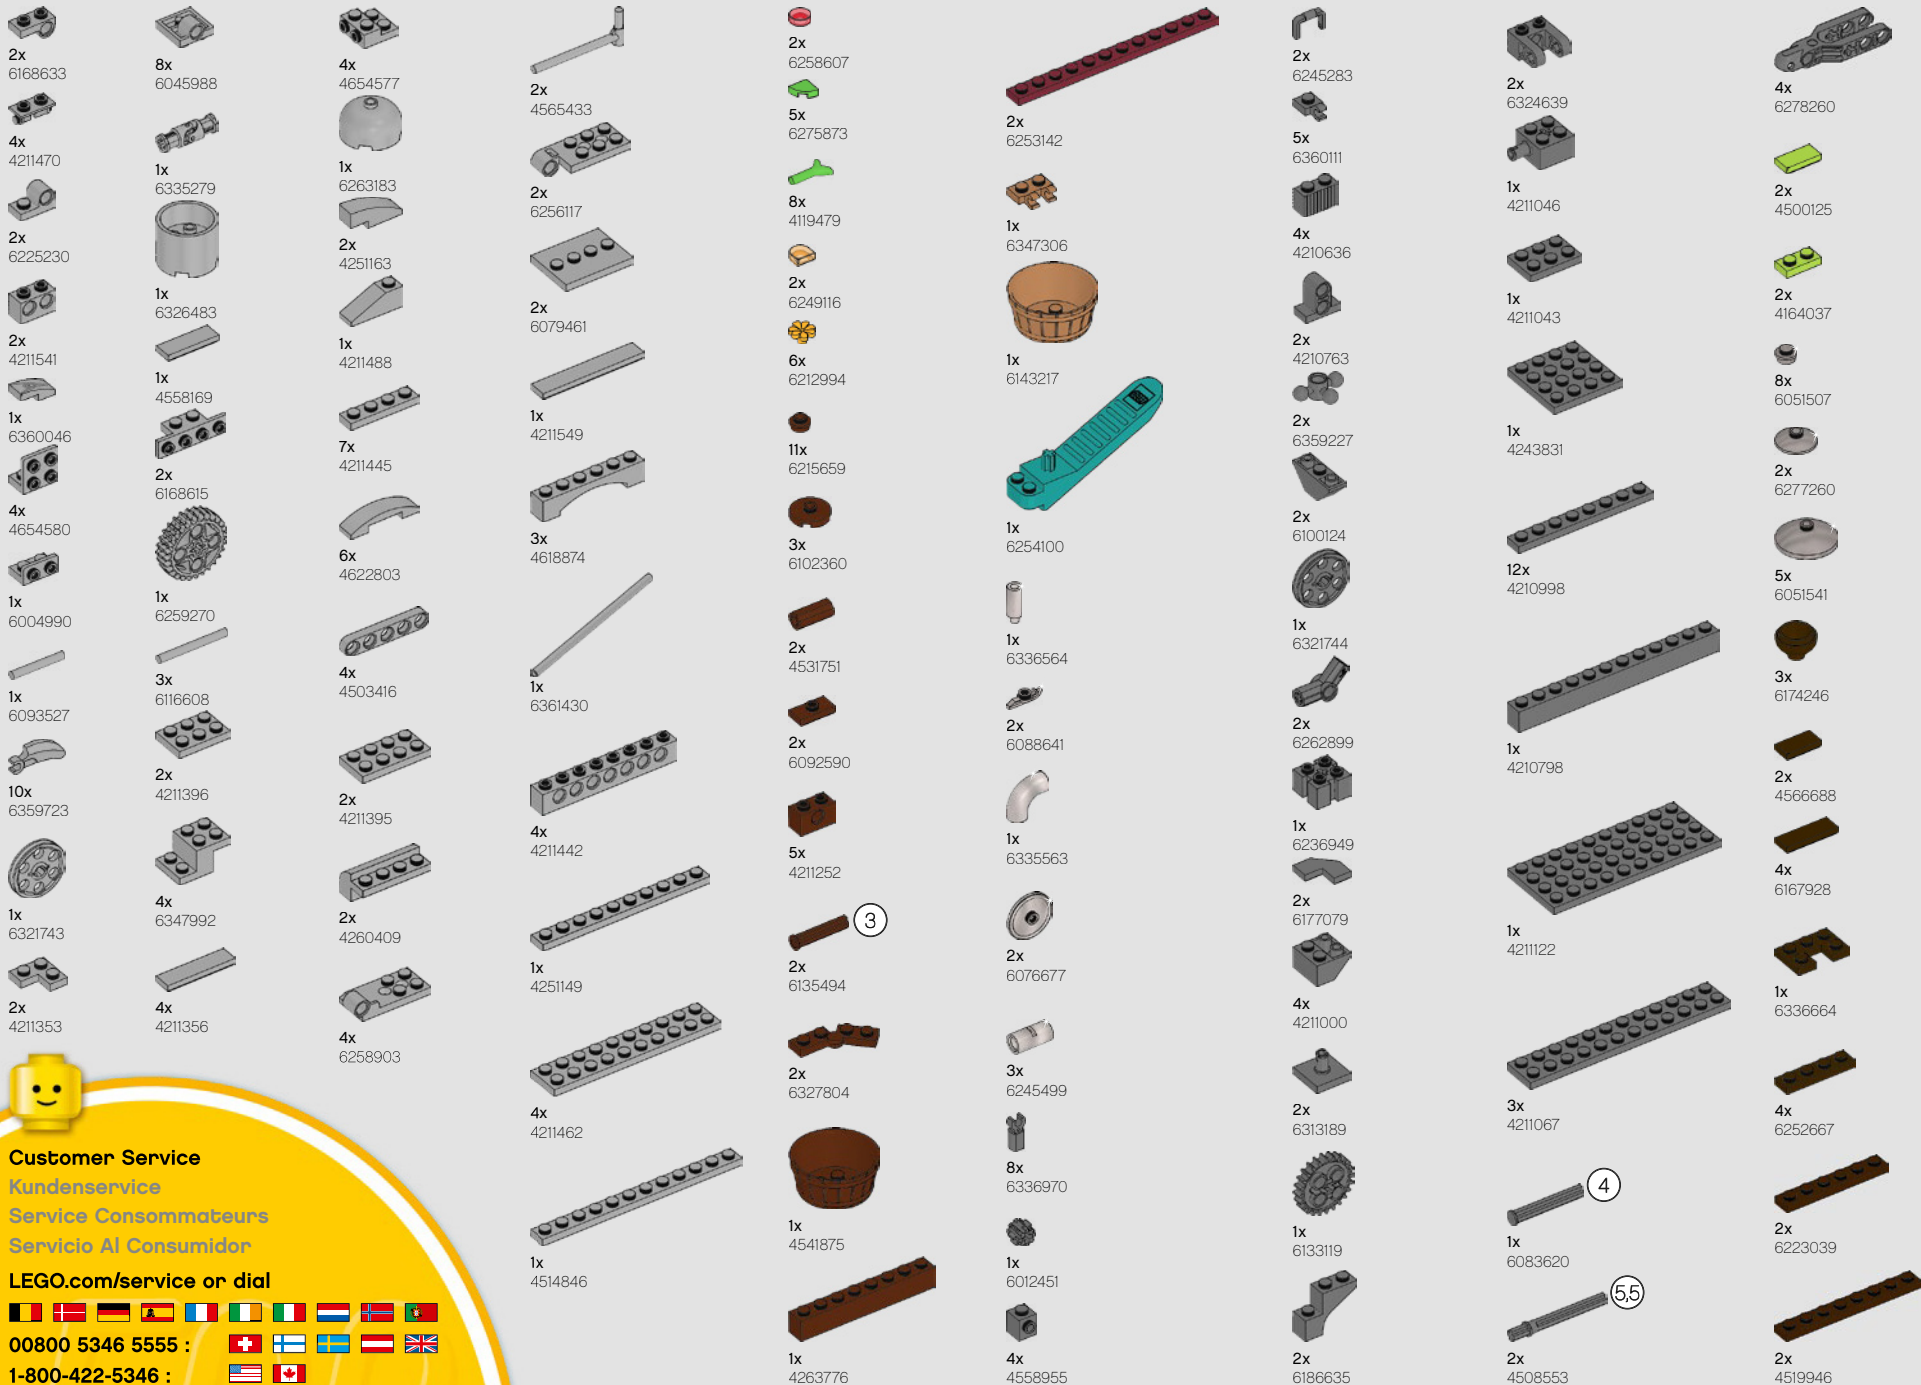 2x
6168633
4x
4211470
2x
6225230
2x
4211541
1x
6360046
4x
4654580
1x
6004990
1x
6093527
10x
6359723
1x
6321743
2x
4211353
8x
6045988
1x
6335279
1x
6326483
1x
4558169
2x
6168615
1x
6259270
3x
6116608
2x
4211396
4x
6347992
4x
4211356
4x
4654577
1x
6263183
2x
4251163
1x
4211488
7x
4211445
6x
4622803
4x
4503416
2x
4211395
2x
4260409
4x
6258903
2x
4565433
2x
6256117
2x
6079461
1x
4211549
3x
4618874
1x
6361430
4x
4211442
1x
4251149
4x
4211462
1x
4514846
2x
6258607
5x
6275873
8x
4119479
2x
6249116
6x
6212994
11x
6215659
3x
6102360
2x
4531751
2x
6092590
5x
4211252
3
2x
6135494
2x
6327804
1x
4541875
1x
4263776
2x
6253142
1x
6347306
1x
6143217
1x
6254100
1x
6336564
2x
6088641
1x
6335563
2x
6076677
3x
6245499
8x
6336970
1x
6012451
4x
4558955
2x
6245283
5x
6360111
4x
4210636
2x
4210763
2x
6359227
2x
6100124
1x
6321744
2x
6262899
1x
6236949
2x
6177079
4x
4211000
2x
6313189
1x
6133119
2x
6186635
2x
6324639
1x
4211046
1x
4211043
1x
4243831
12x
4210998
1x
4210798
1x
4211122
3x
4211067
4
1x
6083620
5,5
2x
4508553
4x
6278260
2x
4500125
2x
4164037
8x
6051507
2x
6277260
5x
6051541
3x
6174246
2x
4566688
4x
6167928
1x
6336664
4x
6252667
2x
6223039
2x
4519946
Customer Service
Kundenservice
Service Consommateurs
Servicio Al Consumidor
LEGO.com/service or dial
00800 5346 5555 :
1-800-422-5346 :